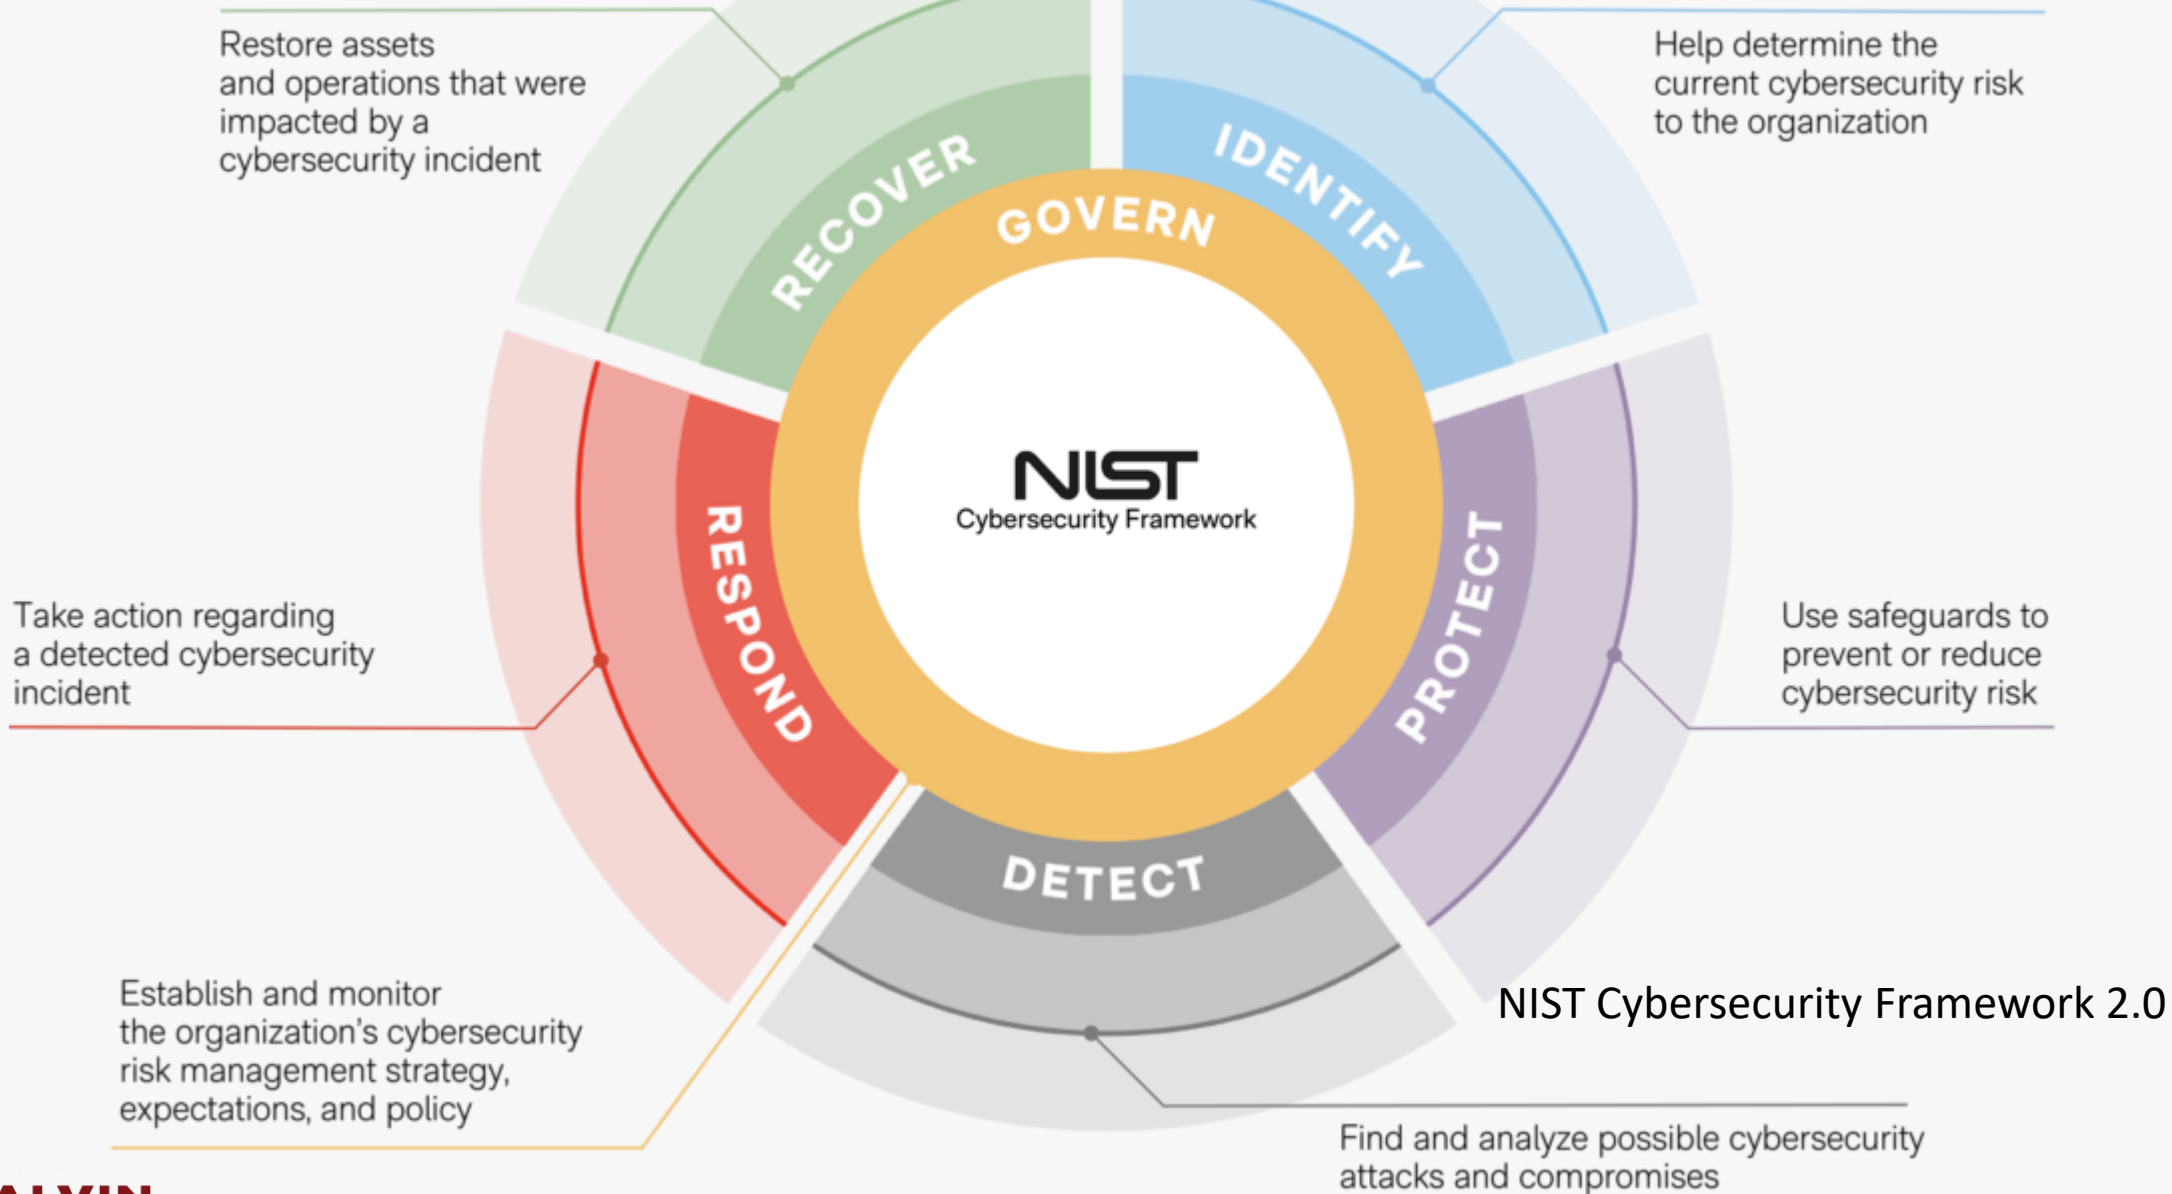 Restore assets
and operations that were
impacted by a
cybersecurity incident
Help determine the
current cybersecurity risk
to the organization
RECOVER
IDENTIFY
GOVERN
NIST
Cybersecurity Framework
RESPOND
PROTECT
Take action regarding
a detected cybersecurity
incident
Use safeguards to
prevent or reduce
cybersecurity risk
DETECT
Establish and monitor
the organization's cybersecurity
risk management strategy,
expectations, and policy
NIST Cybersecurity Framework 2.0
Find and analyze possible cybersecurity
attacks and compromises